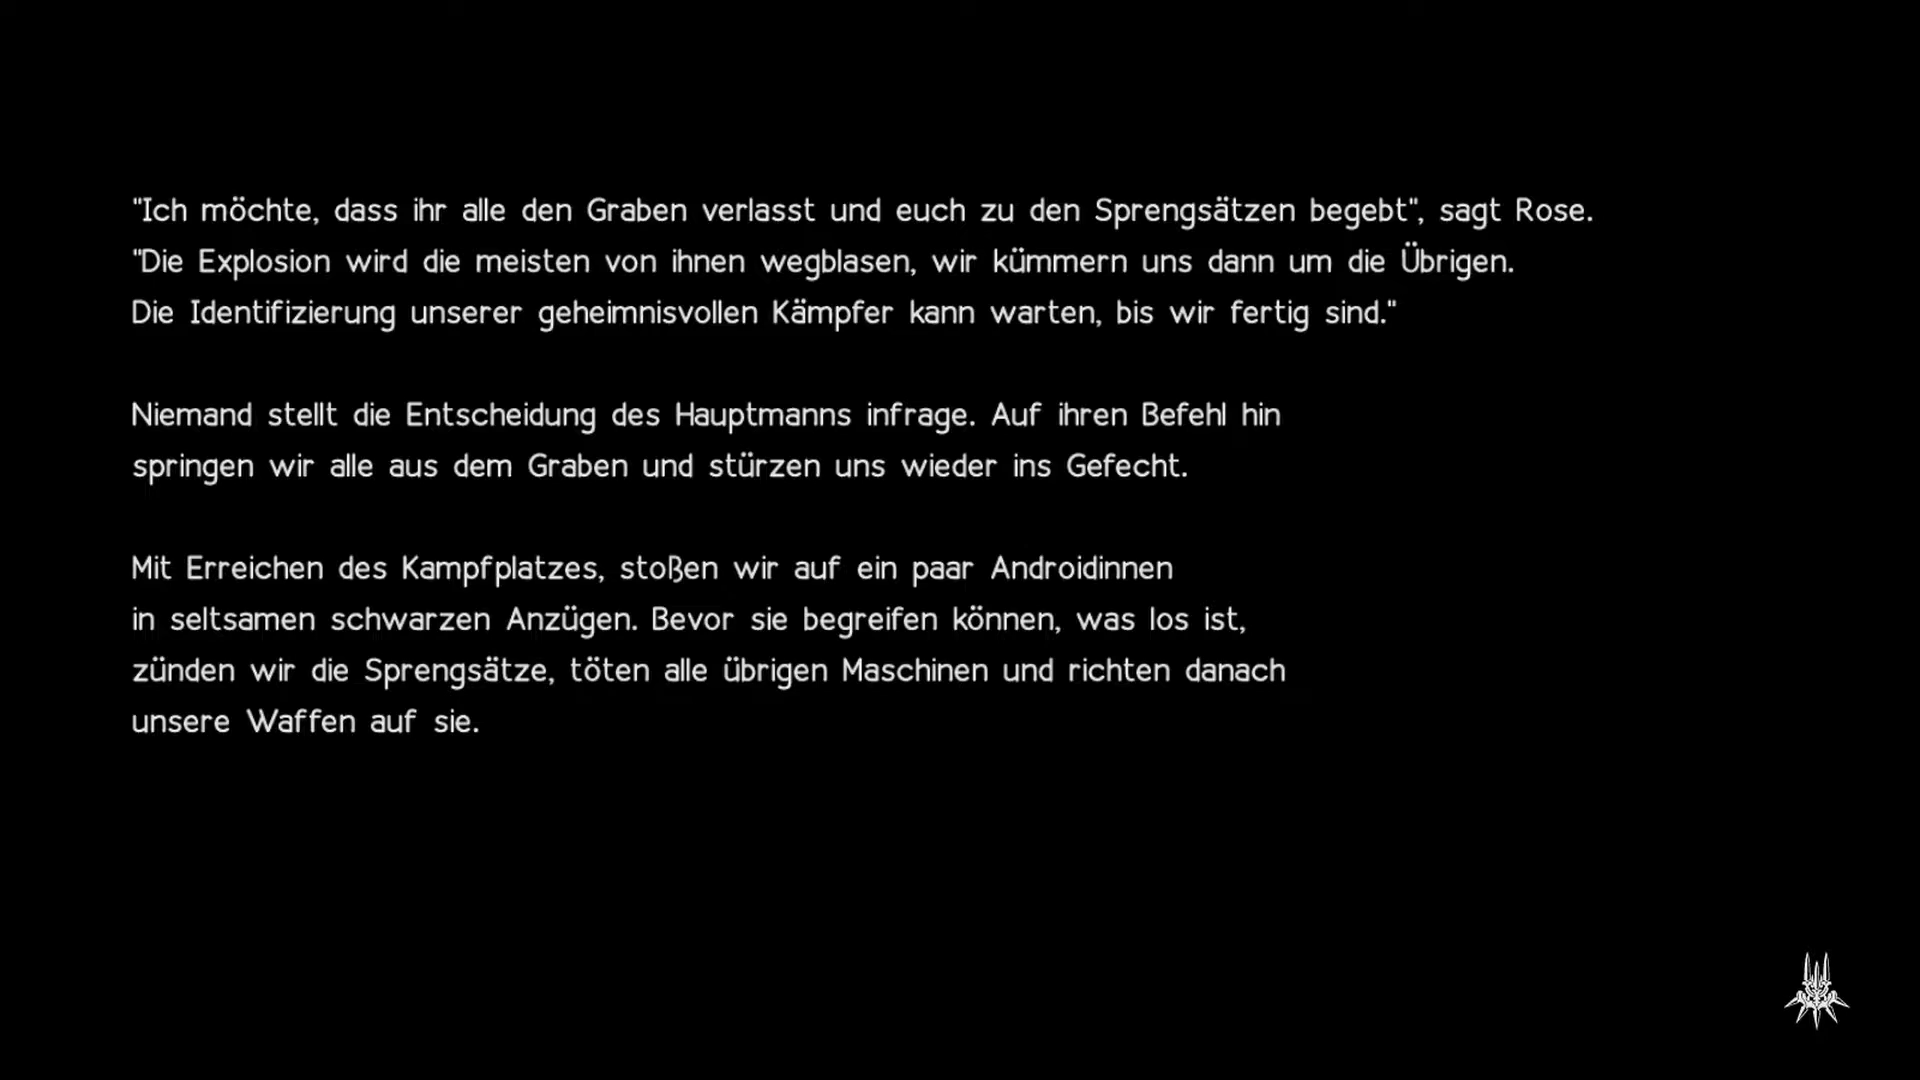 "Ich möchte, dass ihr alle den Graben verlasst und euch zu den Sprengsätzen begebt", sagt Rose.
"Die Explosion wird die meisten von ihnen wegblasen, wir kümmern uns dann um die Übrigen.
Die Identifizierung unserer geheimnisvollen Kämpfer kann warten, bis wir fertig sind."
Niemand stellt die Entscheidung des Hauptmanns infrage. Auf ihren Befehl hin
springen wir alle aus dem Graben und stürzen uns wieder ins Gefecht.
Mit Erreichen des Kampfplatzes, stoßen wir auf ein paar Androidinnen
in seltsamen schwarzen Anzügen. Bevor sie begreifen können, was los ist,
zünden wir die Sprengsätze, töten alle übrigen Maschinen und richten danach
unsere Waffen auf sie.